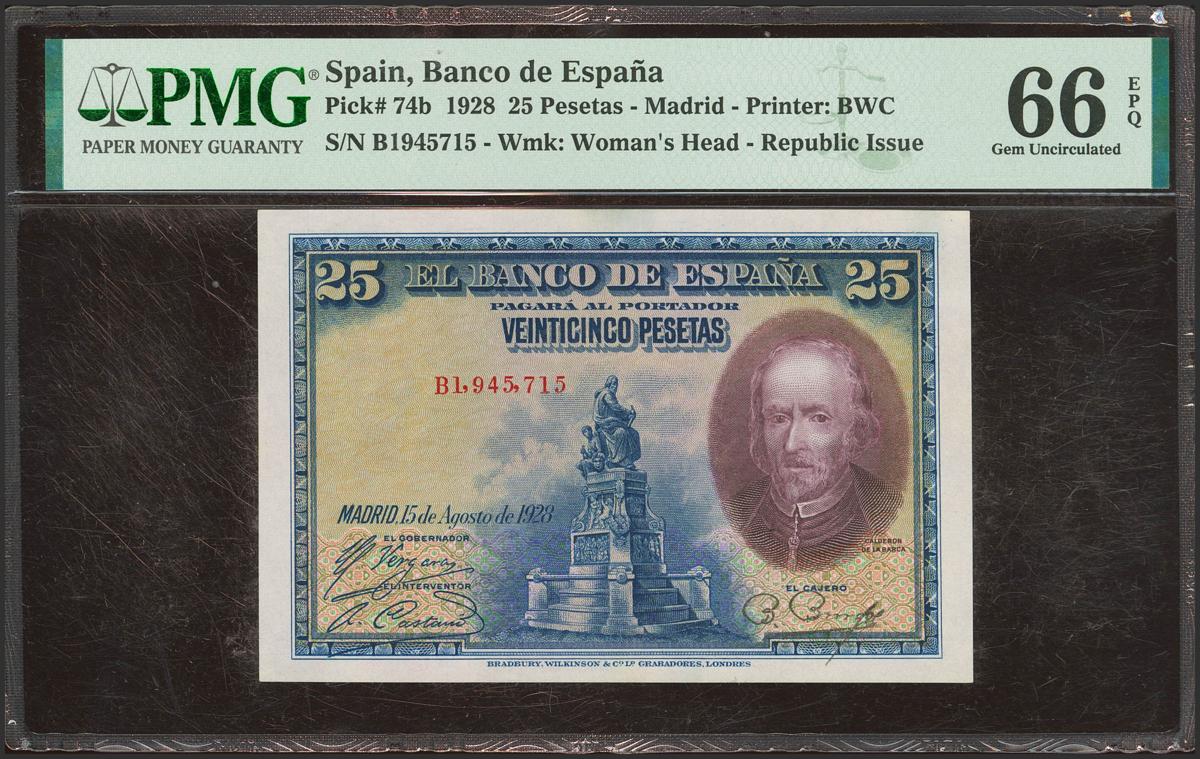 PMG®
PAPER MONEY GUARANTY
Spain, Banco de España
Pick# 74b 1928 25 Pesetas - Madrid - Printer: BWC
S/N B1945715 - Wmk: Woman's Head - Republic Issue
66
EPQ
Gem Uncirculated
25 EL BANCO DE ESPAÑA 25
PAGARÁ AL PORTADOR
VEINTICINCO PESETAS
B1,945,715
MADRID, 15 de Agosto de 1928
EL GOBERNADOR
EL INTERVENTOR
CALDERON
DE LA BARCA
EL CAJERO
BRADBURY, WILKINSON & Cº Lº GRABADORES, LONDRES